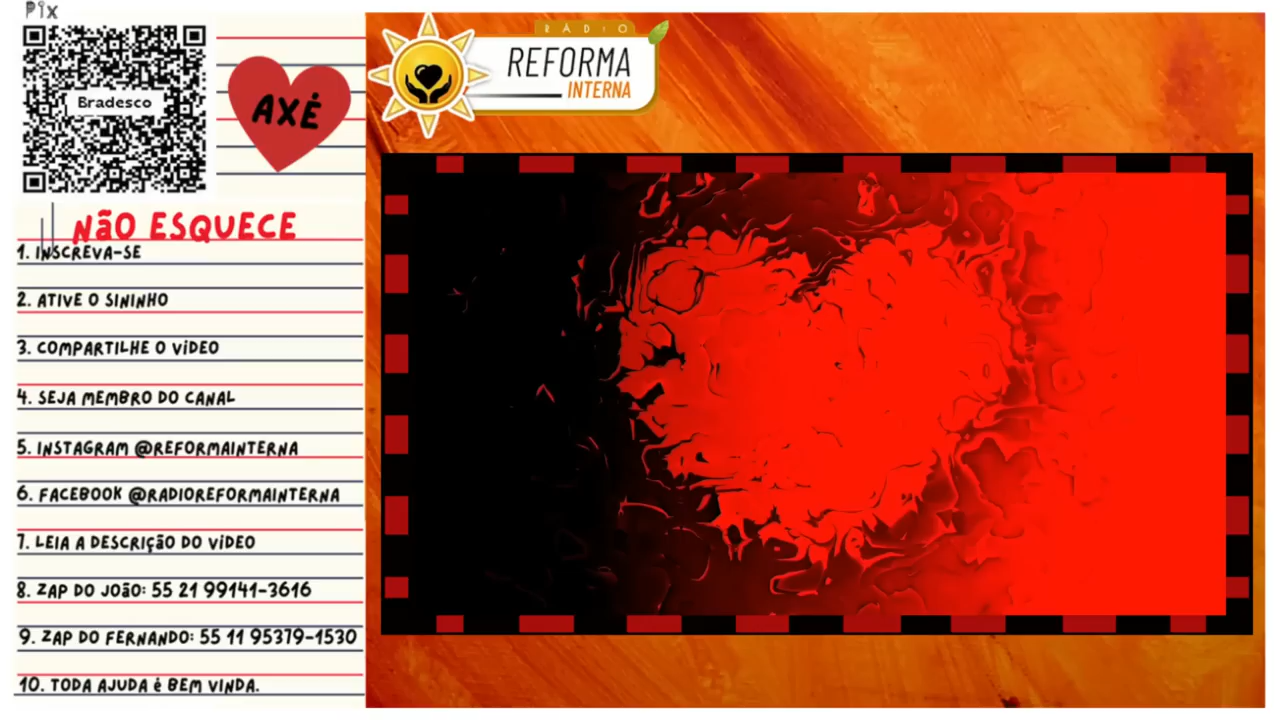 Pix
Bradesco
AXÉ
NãO ESQUECE
1. INSCREVA-SE
2. ATIVE O SININHO
3. COMPARTILHE O VíDEO
4. SEJA MEMBRO DO CANAL
5. INSTAGRAM @REFORMAINTERNA
6. FACEBOOK @RADIOREFORMAINTERNA
7. LEIA A DESCRIÇãO DO VíDEO
8. ZAP DO JOãO: 55 21 99141-3616
9. ZAP DO FERNANDO: 55 11 95379-1530
10. TODA AJUDA é BEM VINDA.
RÁDIO
REFORMA
INTERNA